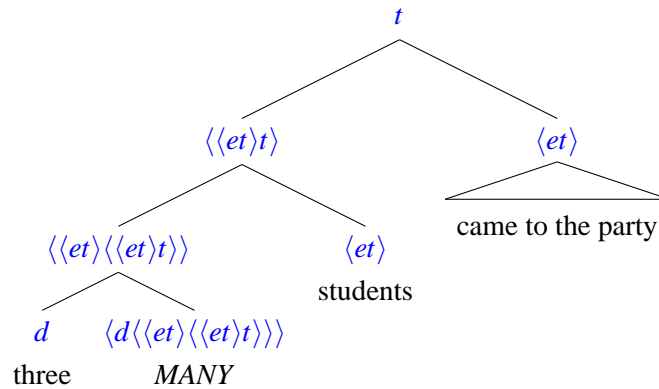 t
⟨⟨et⟩t⟩ ⟨et⟩
came to the party
⟨⟨et⟩⟨⟨et⟩t⟩⟩ ⟨et⟩
students
d ⟨d⟨⟨et⟩⟨⟨et⟩t⟩⟩⟩
three MANY